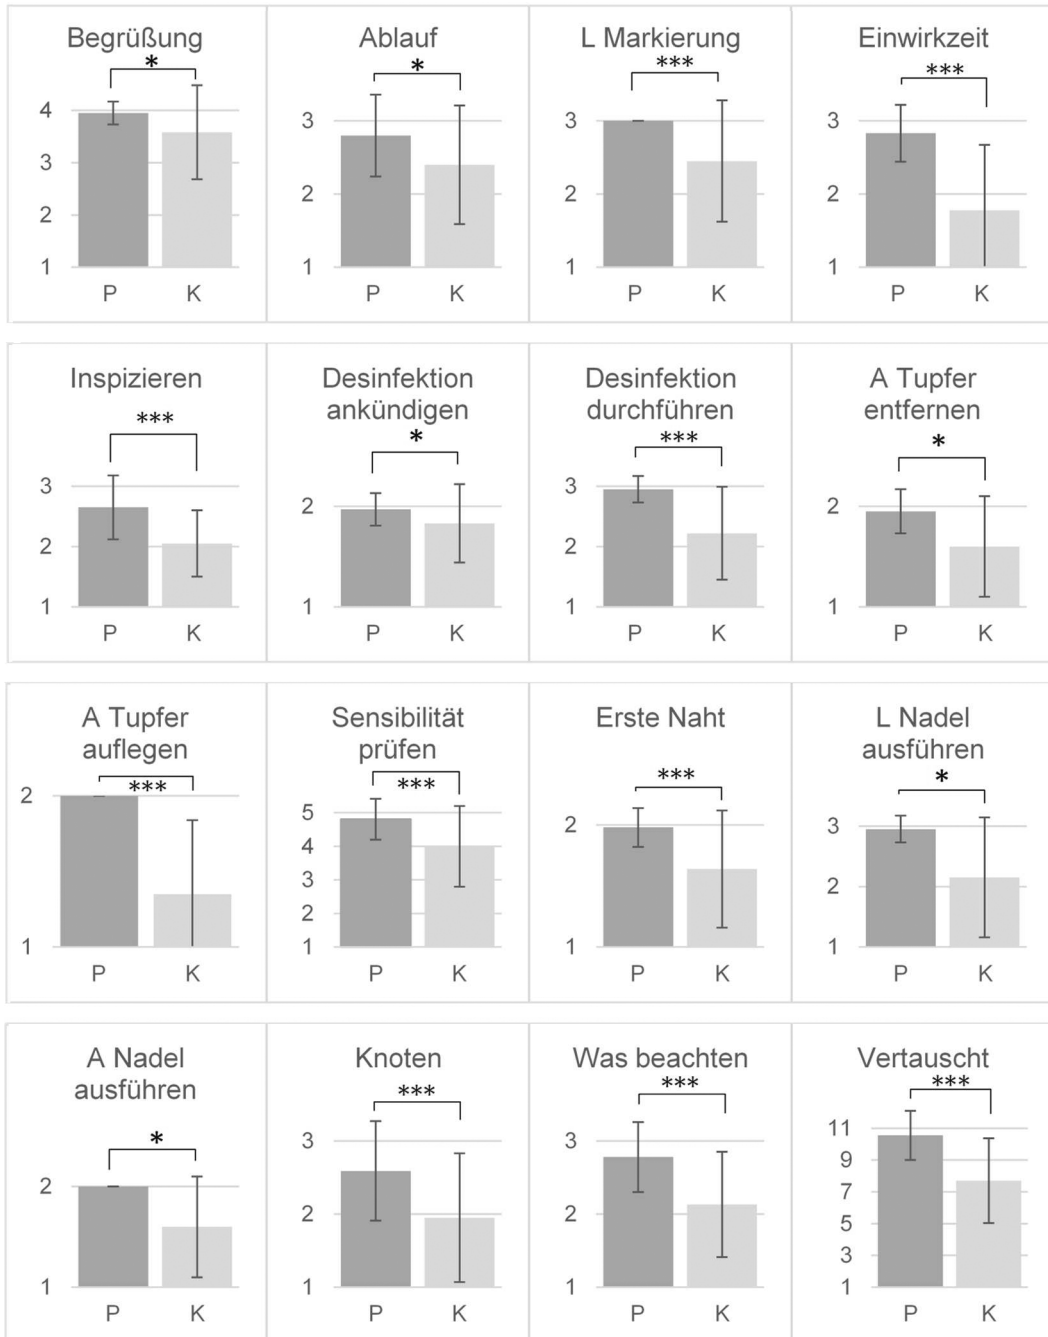 Begrüßung
*
4
3
2
1
P K
Ablauf
*
3
2
1
P K
L Markierung
***
3
2
1
P K
Einwirkzeit
***
3
2
1
P K
Inspizieren
***
3
2
1
P K
Desinfektion
ankündigen
*
2
1
P K
Desinfektion
durchführen
***
3
2
1
P K
A Tupfer
entfernen
*
2
1
P K
A Tupfer
auflegen
***
2
1
P K
Sensibilität
prüfen
***
5
4
3
2
1
P K
Erste Naht
***
2
1
P K
L Nadel
ausführen
*
3
2
1
P K
A Nadel
ausführen
*
2
1
P K
Knoten
***
3
2
1
P K
Was beachten
***
3
2
1
P K
Vertauscht
***
11
9
7
5
3
1
P K